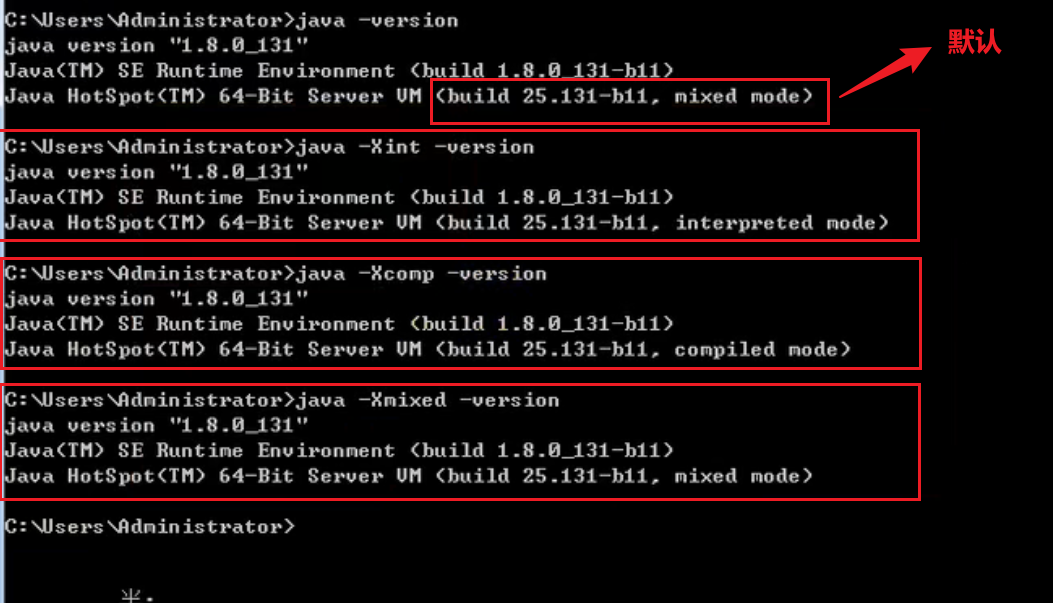 C:\Users\Administrator>java -version
默认
java version "1.8.0_131"
Java(TM) SE Runtime Environment (build 1.8.0_131-b11)
Java HotSpot(TM) 64-Bit Server VM (build 25.131-b11, mixed mode)
C:\Users\Administrator>java -Xint -version
java version "1.8.0_131"
Java(TM) SE Runtime Environment (build 1.8.0_131-b11)
Java HotSpot(TM) 64-Bit Server VM (build 25.131-b11, interpreted mode)
C:\Users\Administrator>java -Xcomp -version
java version "1.8.0_131"
Java(TM) SE Runtime Environment (build 1.8.0_131-b11)
Java HotSpot(TM) 64-Bit Server VM (build 25.131-b11, compiled mode)
C:\Users\Administrator>java -Xmixed -version
java version "1.8.0_131"
Java(TM) SE Runtime Environment (build 1.8.0_131-b11)
Java HotSpot(TM) 64-Bit Server VM (build 25.131-b11, mixed mode)
C:\Users\Administrator>